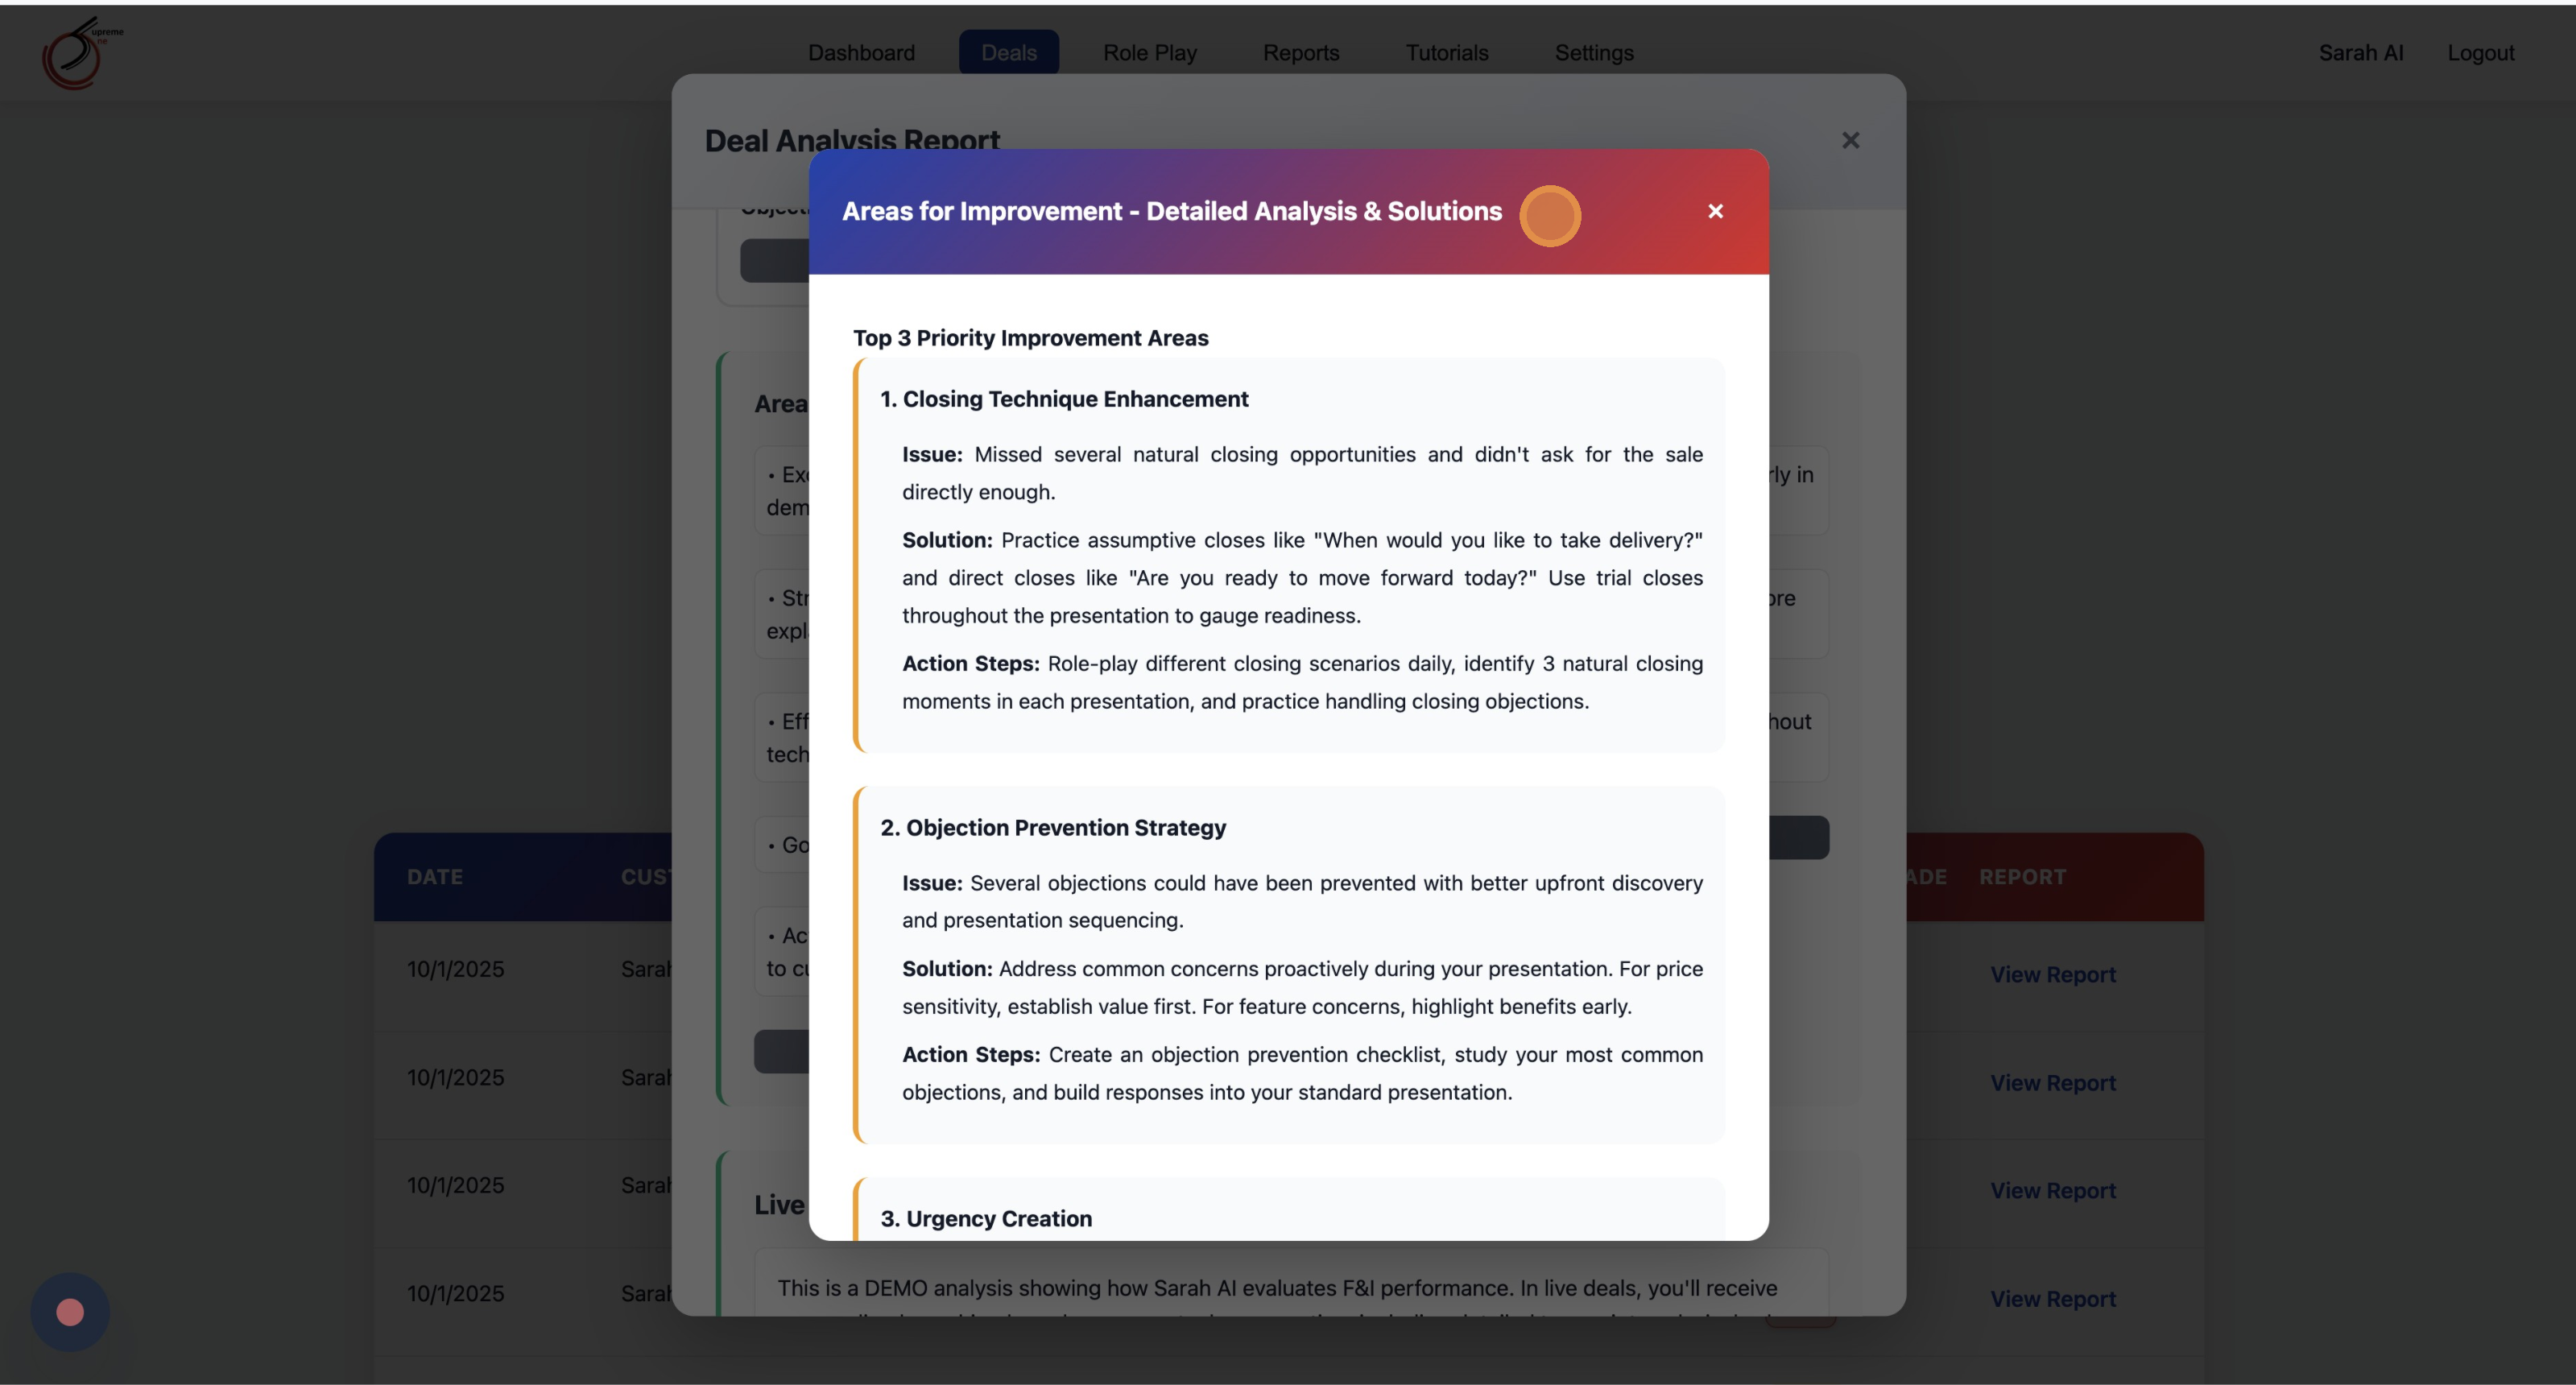 upreme
ne
Dashboard
Deals
Role Play
Reports
Tutorials
Settings
Sarah AI
Logout
Deal Analysis Report
×
Areas for Improvement - Detailed Analysis & Solutions
×
Top 3 Priority Improvement Areas
1. Closing Technique Enhancement
Issue: Missed several natural closing opportunities and didn't ask for the sale
directly enough.
Solution: Practice assumptive closes like "When would you like to take delivery?"
and direct closes like "Are you ready to move forward today?" Use trial closes
throughout the presentation to gauge readiness.
Action Steps: Role-play different closing scenarios daily, identify 3 natural closing
moments in each presentation, and practice handling closing objections.
2. Objection Prevention Strategy
Issue: Several objections could have been prevented with better upfront discovery
and presentation sequencing.
Solution: Address common concerns proactively during your presentation. For price
sensitivity, establish value first. For feature concerns, highlight benefits early.
Action Steps: Create an objection prevention checklist, study your most common
objections, and build responses into your standard presentation.
3. Urgency Creation
Area
• Ex
rly in
dem
• Str
ore
expl
• Eff
hout
tech
• Go
• Ac
to cu
Live
This is a DEMO analysis showing how Sarah AI evaluates F&I performance. In live deals, you'll receive
DATE
CUST
ADE
REPORT
10/1/2025
Sarah
View Report
10/1/2025
Sarah
View Report
10/1/2025
Sarah
View Report
10/1/2025
Sarah
View Report